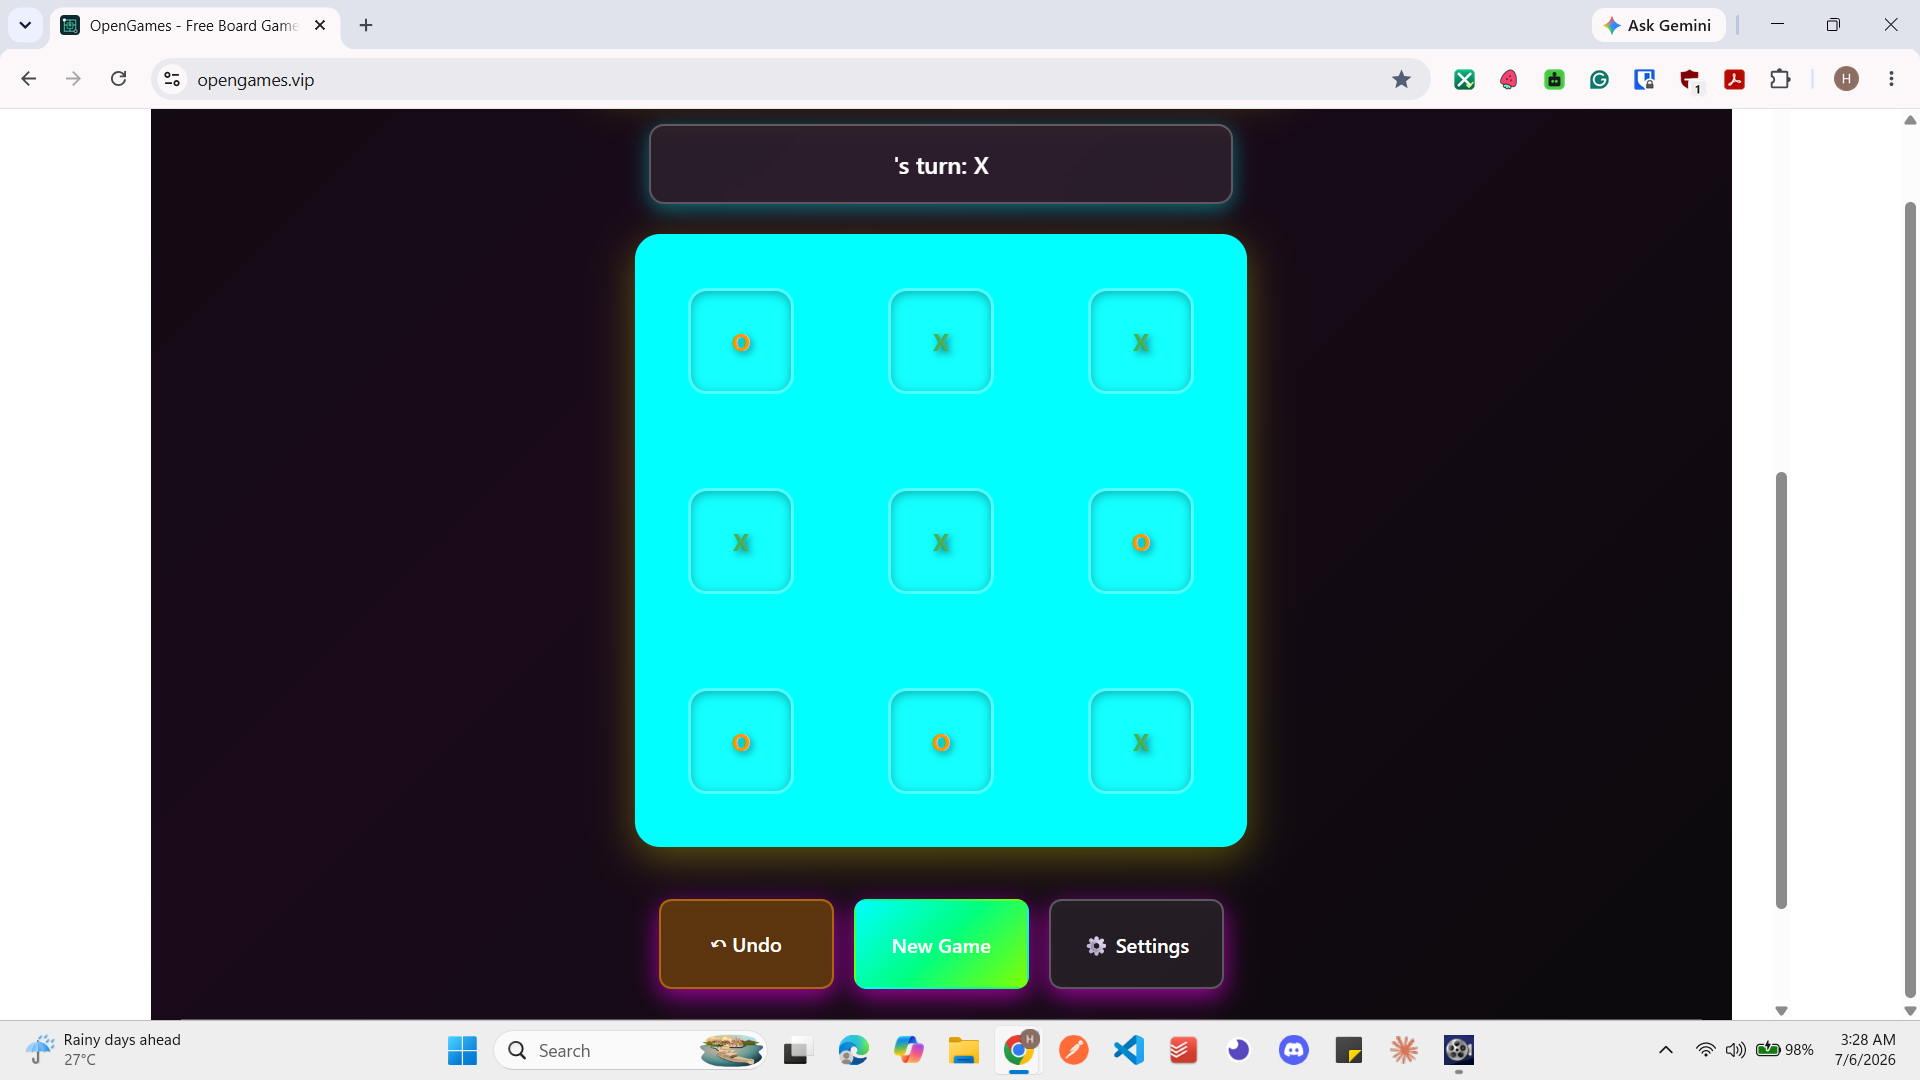 OpenGames - Free Board Game
Ask Gemini
opengames.vip
1
H
's turn: X
O X X
X X O
O O X
↶ Undo
New Game
Settings
Rainy days ahead
27°C
Search
H
98%
3:28 AM
7/6/2026